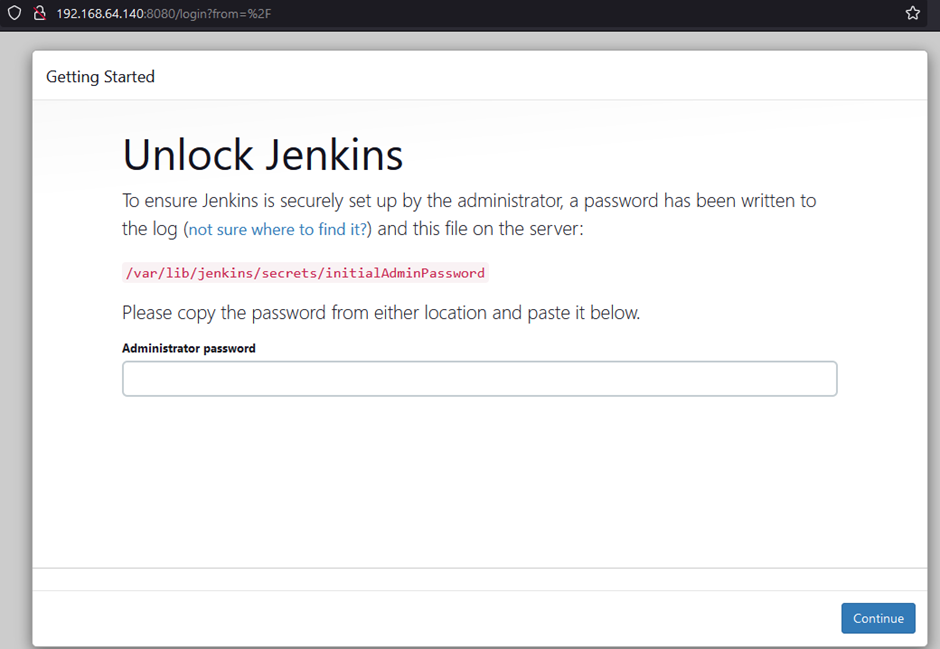 192.168.64.140:8080/login?from=%2F
Getting Started
Unlock Jenkins
To ensure Jenkins is securely set up by the administrator, a password has been written to
the log (not sure where to find it?) and this file on the server:
/var/lib/jenkins/secrets/initialAdminPassword
Please copy the password from either location and paste it below.
Administrator password
Continue